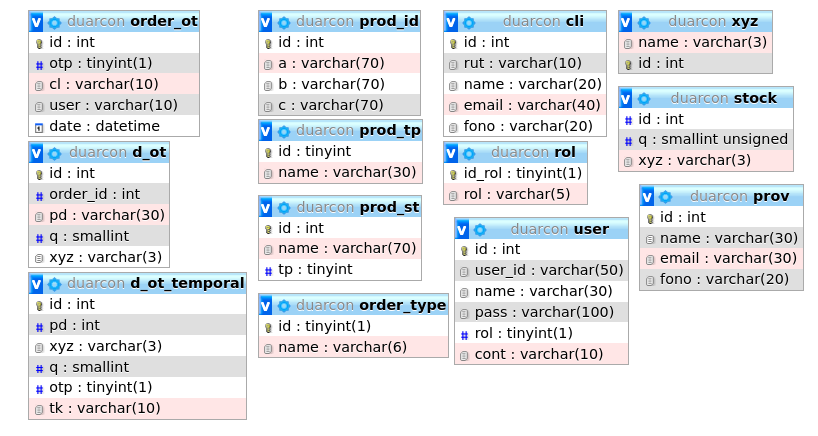 v duarcon order_ot
id : int
otp : tinyint(1)
cl : varchar(10)
user : varchar(10)
date : datetime
v duarcon d_ot
id : int
order_id : int
pd : varchar(30)
q : smallint
xyz : varchar(3)
v duarcon d_ot_temporal
id : int
pd : int
xyz : varchar(3)
q : smallint
otp : tinyint(1)
tk : varchar(10)
v duarcon prod_id
id : int
a : varchar(70)
b : varchar(70)
c : varchar(70)
v duarcon prod_tp
id : tinyint
name : varchar(30)
v duarcon prod_st
id : int
name : varchar(70)
tp : tinyint
v duarcon order_type
id : tinyint(1)
name : varchar(6)
v duarcon cli
id : int
rut : varchar(10)
name : varchar(20)
email : varchar(40)
fono : varchar(20)
v duarcon rol
id_rol : tinyint(1)
rol : varchar(5)
v duarcon user
id : int
user_id : varchar(50)
name : varchar(30)
pass : varchar(100)
rol : tinyint(1)
cont : varchar(10)
v duarcon xyz
name : varchar(3)
id : int
v duarcon stock
id : int
q : smallint unsigned
xyz : varchar(3)
v duarcon prov
id : int
name : varchar(30)
email : varchar(30)
fono : varchar(20)